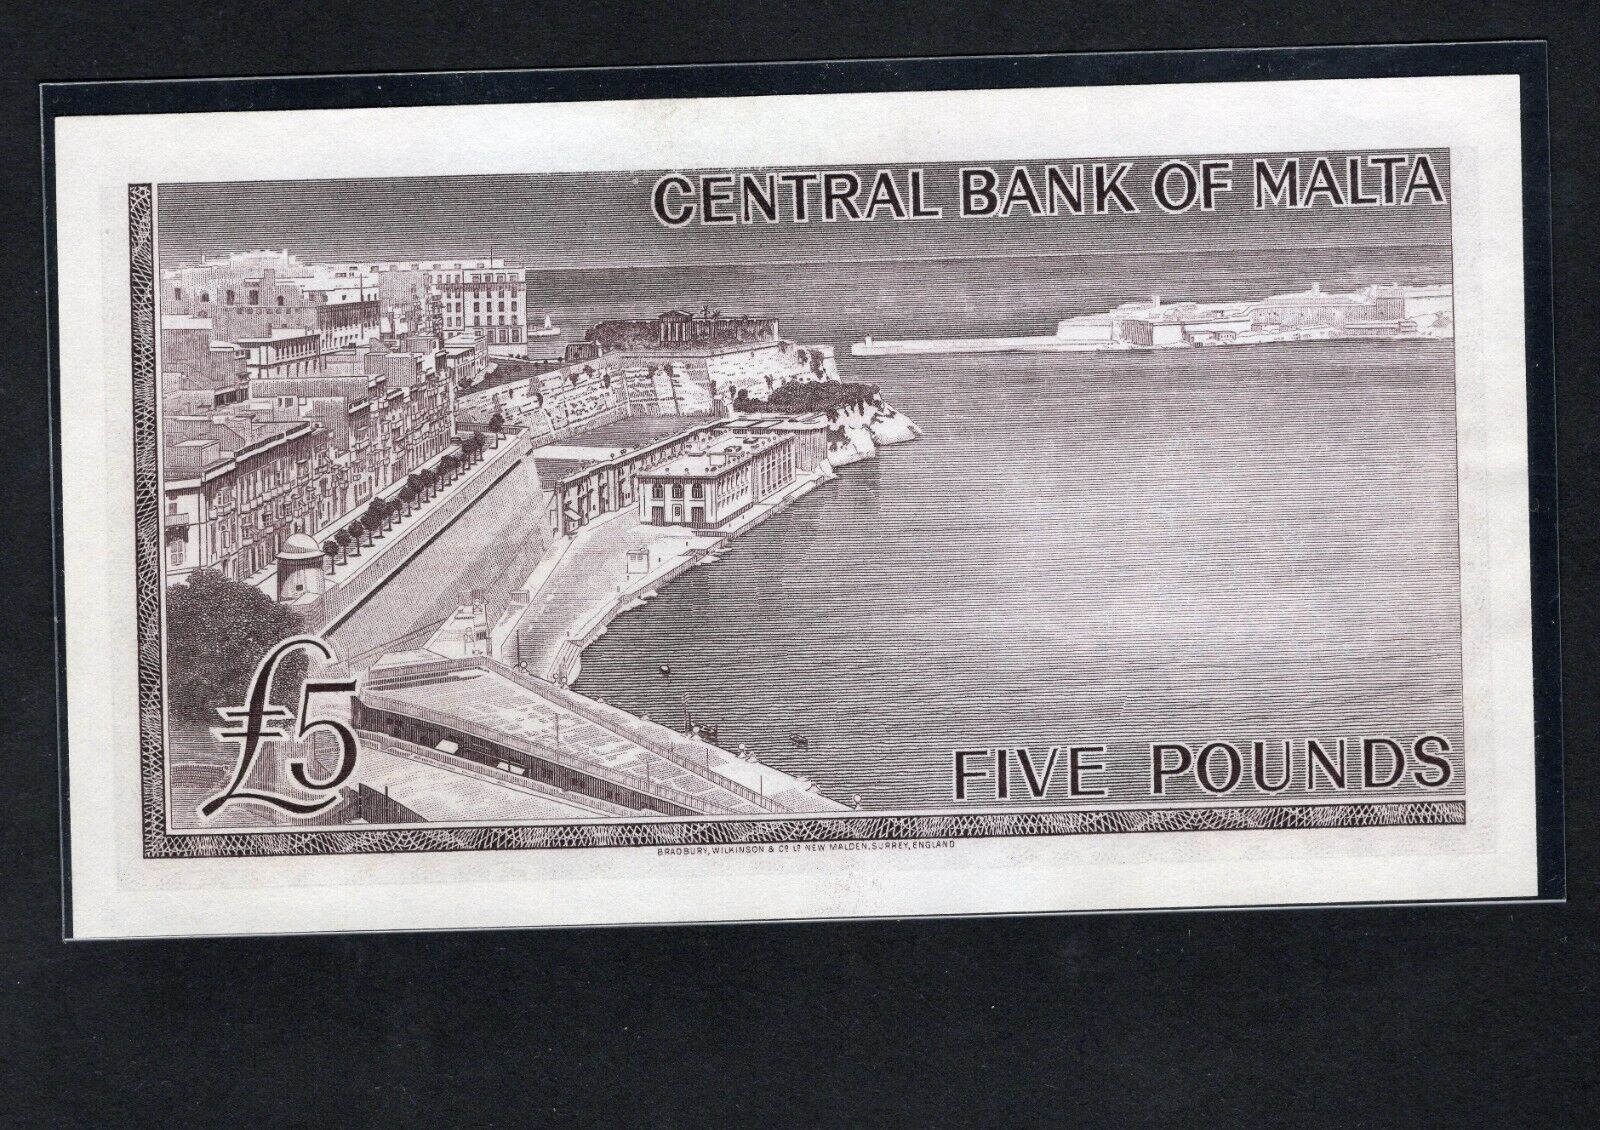 CENTRAL BANK OF MALTA
£5
FIVE POUNDS
BRADBURY, WILKINSON & Cº Lº NEW MALDEN, SURREY, ENGLAND